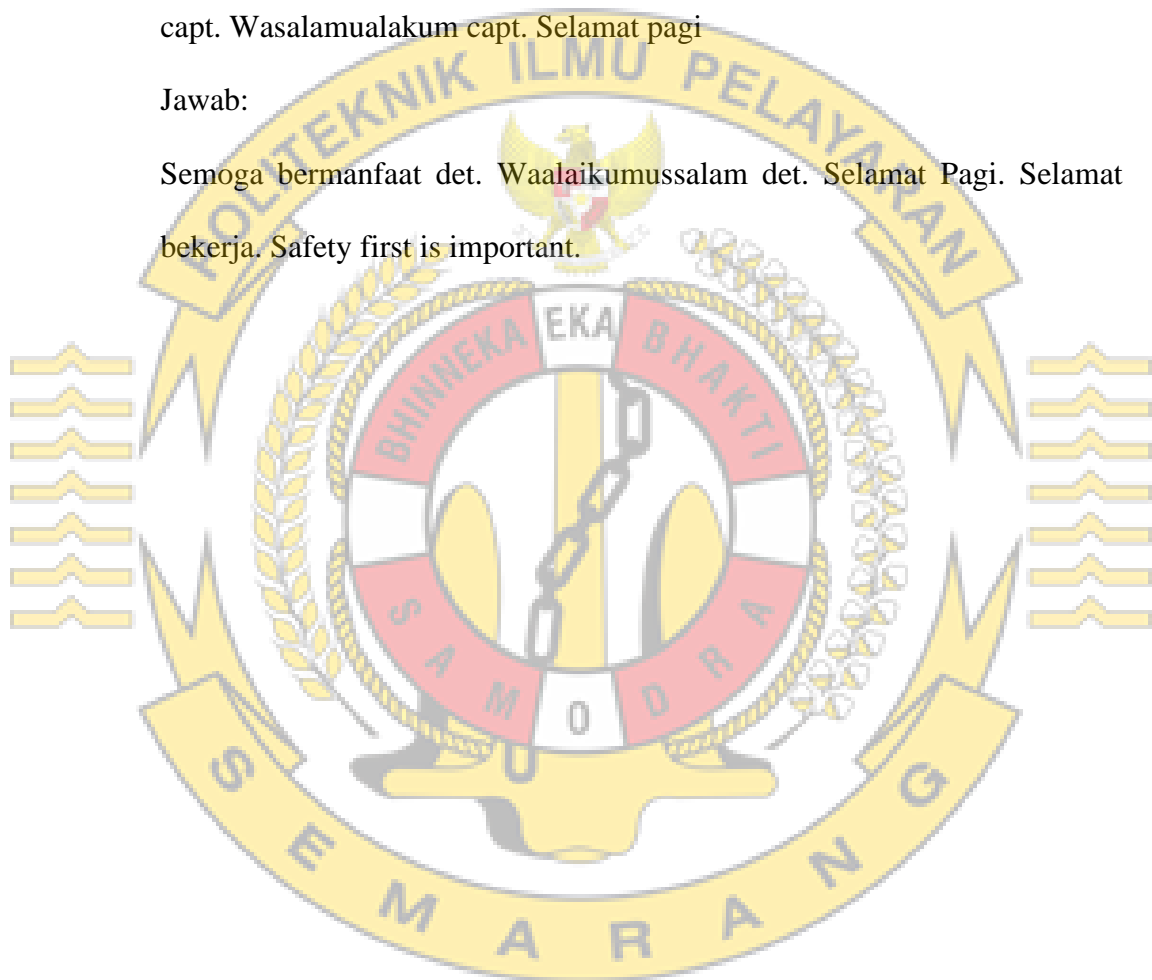 capt. Wasalamualakum capt. Selamat pagi
Jawab:
Semoga bermanfaat det. Waalaikumussalam det. Selamat Pagi. Selamat
bekerja. Safety first is important.
POLITEKNIK ILMU PELAYARAN
BHINNEKA EKA BHAKTI
SAMODRA
SEMARANG